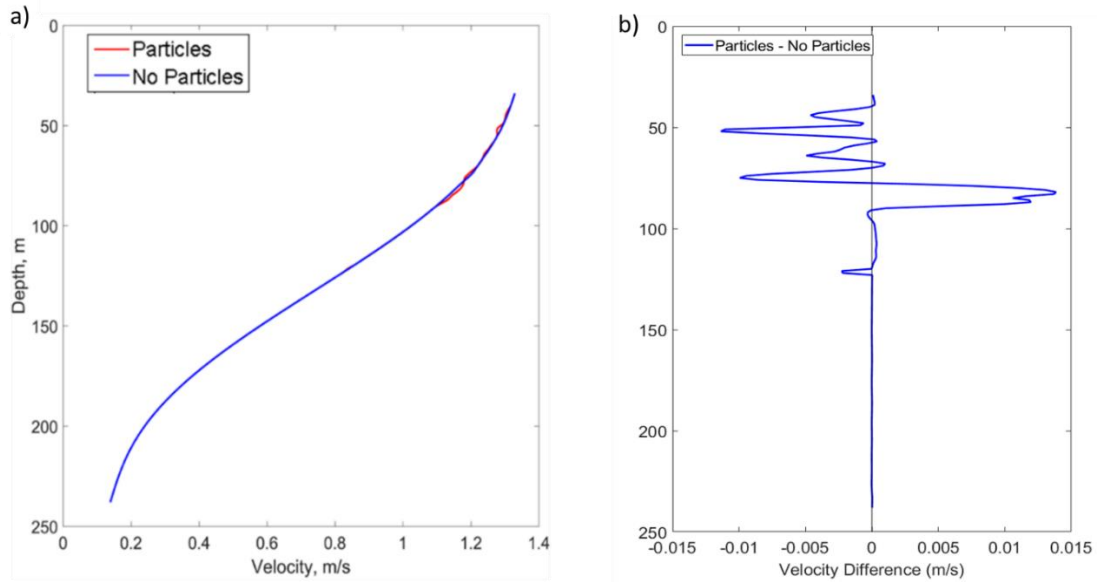 a)
Particles
No Particles
0
50
100
150
200
250
Depth, m
0 0.2 0.4 0.6 0.8 1 1.2 1.4
Velocity, m/s
b)
Particles - No Particles
0
50
100
150
200
250
-0.015 -0.01 -0.005 0 0.005 0.01 0.015
Velocity Difference (m/s)